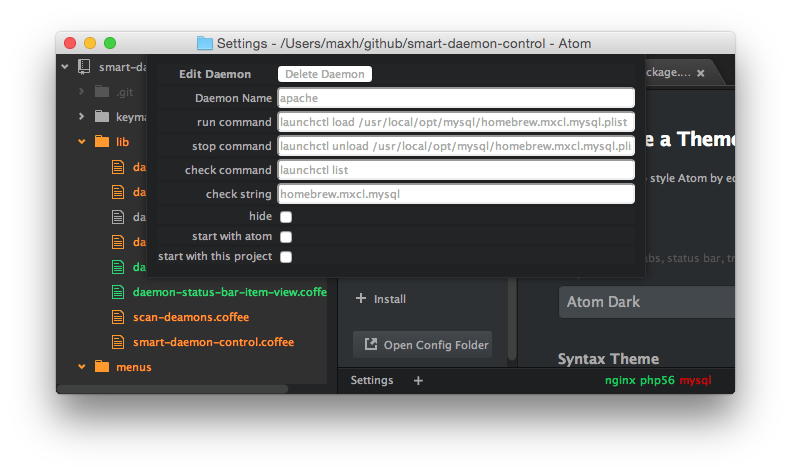 Settings - /Users/maxh/github/smart-daemon-control - Atom
smart-da
.git
keyma
lib
da
da
da
da
da
daemon-status-bar-item-view.coffe
scan-deamons.coffee
smart-daemon-control.coffee
menus
Edit Daemon Delete Daemon
Daemon Name apache
run command launchctl load /usr/local/opt/mysql/homebrew.mxcl.mysql.plist
stop command launchctl unload /usr/local/opt/mysql/homebrew.mxcl.mysql.pli
check command launchctl list
check string homebrew.mxcl.mysql
hide
start with atom
start with this project
+ Install
Open Config Folder
ckage.... ×
e a Theme
o style Atom by ed
abs, status bar, tr
Atom Dark
Syntax Theme
Settings +
nginx php56 mysql